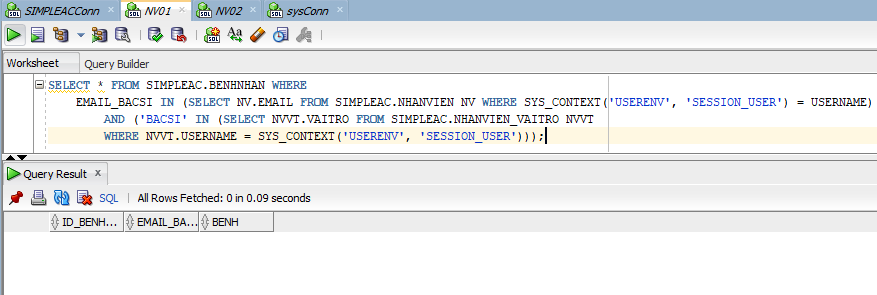 SIMPLEACConn NV01 NV02 sysConn
Worksheet Query Builder
SELECT * FROM SIMPLEAC.BENHNHAN WHERE
EMAIL_BACSI IN (SELECT NV.EMAIL FROM SIMPLEAC.NHANVIEN NV WHERE SYS_CONTEXT('USERENV', 'SESSION_USER') = USERNAME)
AND ('BACSI' IN (SELECT NVVT.VAITRO FROM SIMPLEAC.NHANVIEN_VAITRO NVVT
WHERE NVVT.USERNAME = SYS_CONTEXT('USERENV', 'SESSION_USER')));
Query Result x
SQL All Rows Fetched: 0 in 0.09 seconds
ID_BENH... EMAIL_BA... BENH